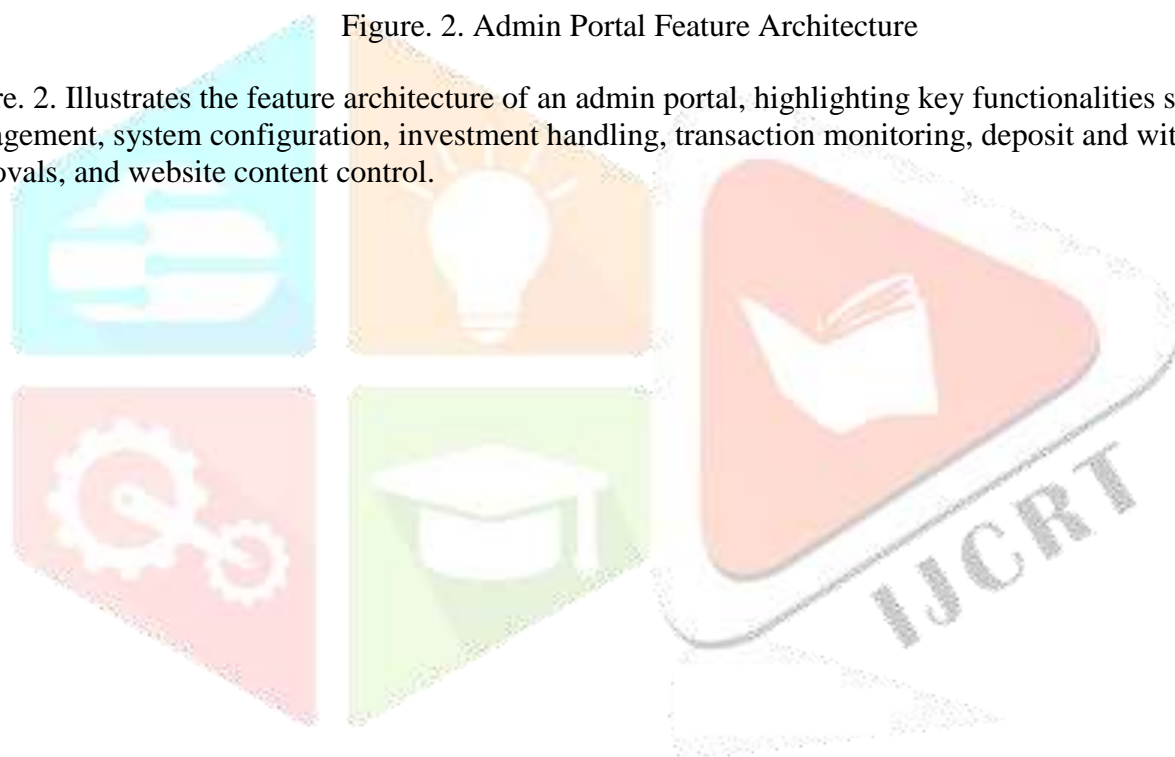 Figure. 2. Admin Portal Feature Architecture
re. 2. Illustrates the feature architecture of an admin portal, highlighting key functionalities s
agement, system configuration, investment handling, transaction monitoring, deposit and wit
ovals, and website content control.
IJCRT